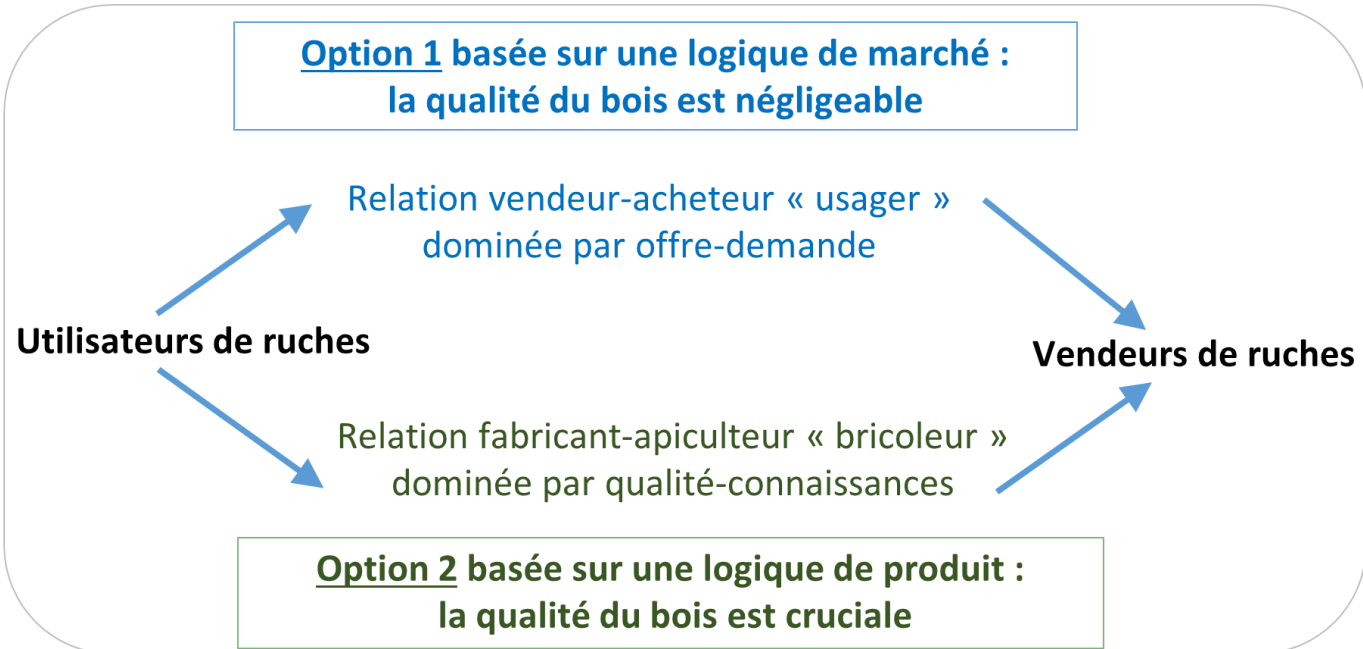 Option 1 basée sur une logique de marché :
la qualité du bois est négligeable
Relation vendeur-acheteur « usager »
dominée par offre-demande
Utilisateurs de ruches
Vendeurs de ruches
Relation fabricant-apiculteur « bricoleur »
dominée par qualité-connaissances
Option 2 basée sur une logique de produit :
la qualité du bois est cruciale